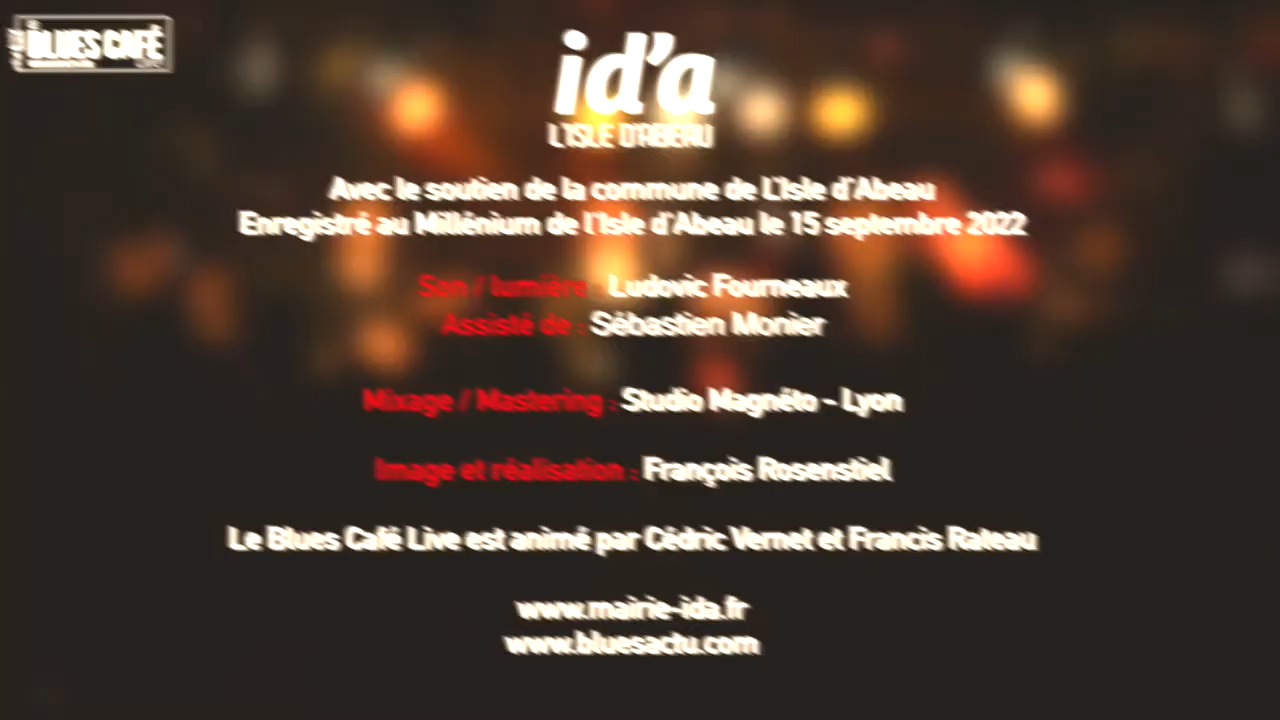 BLUES CAFÉ
id'a
L'ISLE D'ABEAU
Avec le soutien de la commune de L'Isle d'Abeau
Enregistré au Millénium de l'Isle d'Abeau le 15 septembre 2022
Son / lumière : Ludovic Fourneaux
Assisté de : Sébastien Monier
Mixage / Mastering : Studio Magnéto - Lyon
Image et réalisation : François Rosenstiel
Le Blues Café Live est animé par Cédric Vernet et Francis Rateau
www.mairie-ida.fr
www.bluesactu.com